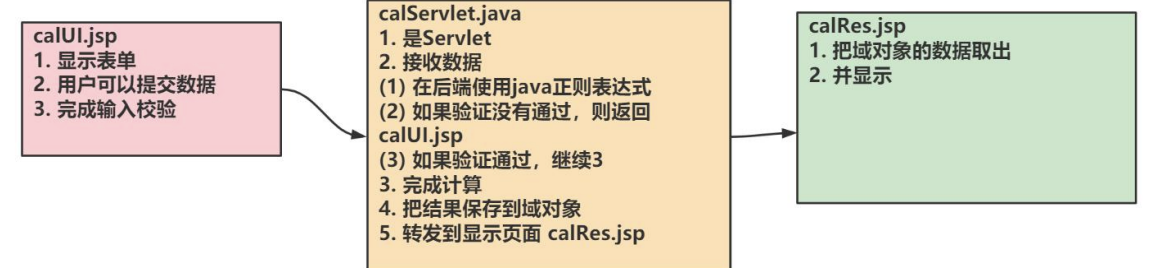 calUI.jsp
1. 显示表单
2. 用户可以提交数据
3. 完成输入校验
calServlet.java
1. 是Servlet
2. 接收数据
(1) 在后端使用java正则表达式
(2) 如果验证没有通过，则返回
calUI.jsp
(3) 如果验证通过，继续3
3. 完成计算
4. 把结果保存到域对象
5. 转发到显示页面 calRes.jsp
calRes.jsp
1. 把域对象的数据取出
2. 并显示